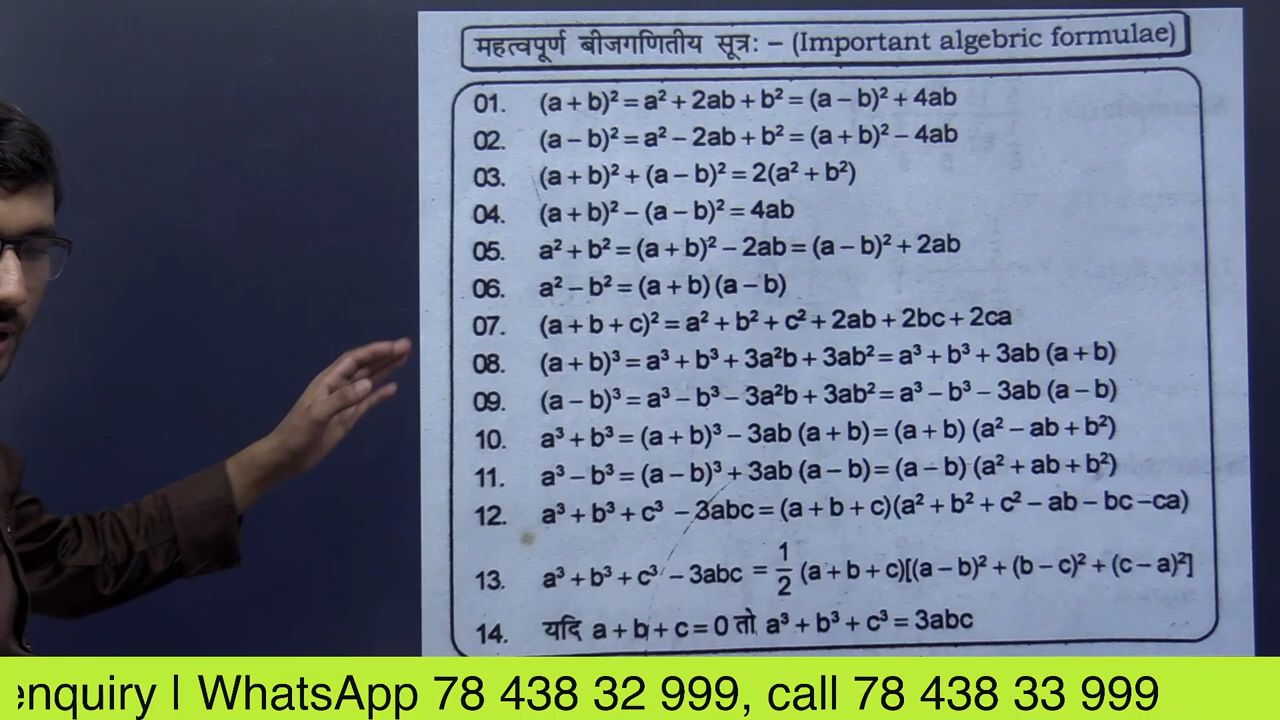 महत्वपूर्ण बीजगणितीय सूत्र: – (Important algebric formulae)
01. (a + b)² = a² + 2ab + b² = (a – b)² + 4ab
02. (a – b)² = a² – 2ab + b² = (a + b)² – 4ab
03. (a + b)² + (a – b)² = 2(a² + b²)
04. (a + b)² – (a – b)² = 4ab
05. a² + b² = (a + b)² – 2ab = (a – b)² + 2ab
06. a² – b² = (a + b) (a – b)
07. (a + b + c)² = a² + b² + c² + 2ab + 2bc + 2ca
08. (a + b)³ = a³ + b³ + 3a²b + 3ab² = a³ + b³ + 3ab (a + b)
09. (a – b)³ = a³ – b³ – 3a²b + 3ab² = a³ – b³ – 3ab (a – b)
10. a³ + b³ = (a + b)³ – 3ab (a + b) = (a + b) (a² – ab + b²)
11. a³ – b³ = (a – b)³ + 3ab (a – b) = (a – b) (a² + ab + b²)
12. a³ + b³ + c³ – 3abc = (a + b + c)(a² + b² + c² – ab – bc – ca)
13. a³ + b³ + c³ – 3abc = 1/2 (a + b + c)[(a – b)² + (b – c)² + (c – a)²]
14. यदि a + b + c = 0 तो a³ + b³ + c³ = 3abc
enquiry | WhatsApp 78 438 32 999, call 78 438 33 999